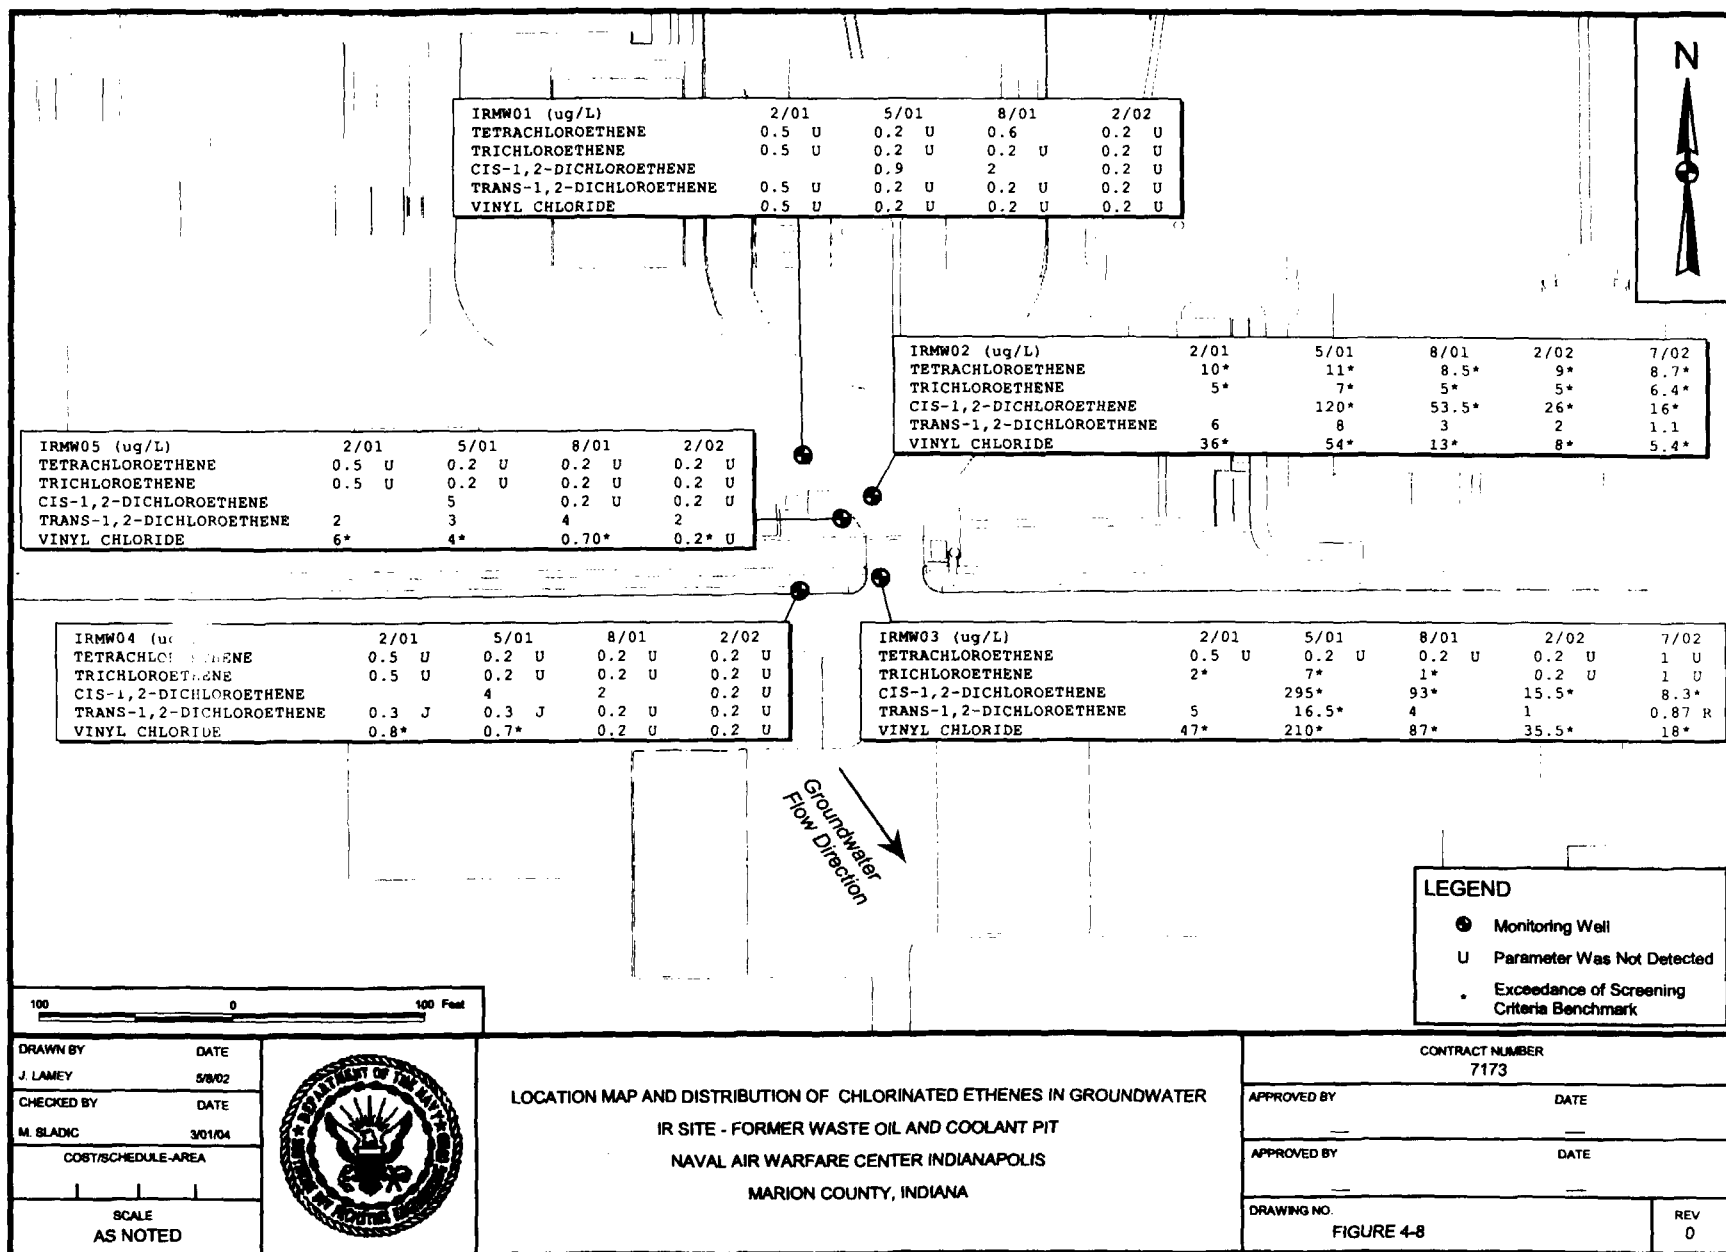 N
IRMW01 (ug/L) 2/01 5/01 8/01 2/02
TETRACHLOROETHENE 0.5 U 0.2 U 0.6 0.2 U
TRICHLOROETHENE 0.5 U 0.2 U 0.2 U 0.2 U
CIS-1,2-DICHLOROETHENE 0.9 2 0.2 U
TRANS-1,2-DICHLOROETHENE 0.5 U 0.2 U 0.2 U 0.2 U
VINYL CHLORIDE 0.5 U 0.2 U 0.2 U 0.2 U
IRMW02 (ug/L) 2/01 5/01 8/01 2/02 7/02
TETRACHLOROETHENE 10* 11* 8.5* 9* 8.7*
TRICHLOROETHENE 5* 7* 5* 5* 6.4*
CIS-1,2-DICHLOROETHENE 120* 53.5* 26* 16*
TRANS-1,2-DICHLOROETHENE 6 8 3 2 1.1
VINYL CHLORIDE 36* 54* 13* 8* 5.4*
IRMW05 (ug/L) 2/01 5/01 8/01 2/02
TETRACHLOROETHENE 0.5 U 0.2 U 0.2 U 0.2 U
TRICHLOROETHENE 0.5 U 0.2 U 0.2 U 0.2 U
CIS-1,2-DICHLOROETHENE 5 0.2 U 0.2 U
TRANS-1,2-DICHLOROETHENE 2 3 4 2
VINYL CHLORIDE 6* 4* 0.70* 0.2* U
IRMW04 2/01 5/01 8/01 2/02
0.5 U 0.2 U 0.2 U 0.2 U
TRICHLOROETHENE 0.5 U 0.2 U 0.2 U 0.2 U
CIS-1,2-DICHLOROETHENE 4 2 0.2 U
TRANS-1,2-DICHLOROETHENE 0.3 J 0.3 J 0.2 U 0.2 U
VINYL CHLORIDE 0.8* 0.7* 0.2 U 0.2 U
IRMW03 (ug/L) 2/01 5/01 8/01 2/02 7/02
TETRACHLOROETHENE 0.5 U 0.2 U 0.2 U 0.2 U 1 U
TRICHLOROETHENE 2* 7* 1* 0.2 U 1 U
CIS-1,2-DICHLOROETHENE 295* 93* 15.5* 8.3*
TRANS-1,2-DICHLOROETHENE 5 16.5* 4 1 0.87 R
VINYL CHLORIDE 47* 210* 87* 35.5* 18*
Groundwater
Flow Direction
LEGEND
Monitoring Well
U Parameter Was Not Detected
* Exceedance of Screening
Criteria Benchmark
100 0 100 Feet
DRAWN BY DATE
J. LAMEY 5/8/02
CHECKED BY DATE
M. SLADIC 3/01/04
COST/SCHEDULE-AREA
SCALE
AS NOTED
DEPARTMENT OF THE NAVY
LOCATION MAP AND DISTRIBUTION OF CHLORINATED ETHENES IN GROUNDWATER
IR SITE - FORMER WASTE OIL AND COOLANT PIT
NAVAL AIR WARFARE CENTER INDIANAPOLIS
MARION COUNTY, INDIANA
CONTRACT NUMBER
7173
APPROVED BY DATE
— —
APPROVED BY DATE
— —
DRAWING NO.
FIGURE 4-8
REV
0